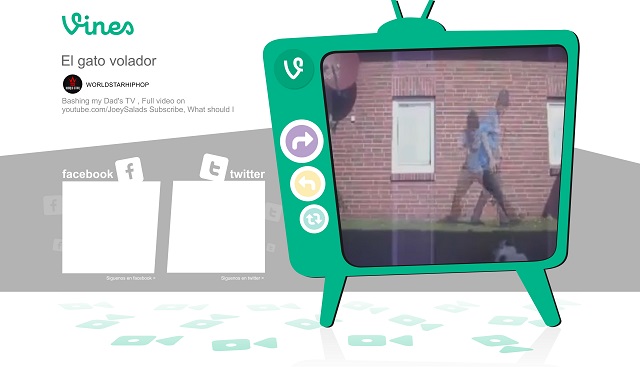 Vines
El gato volador
WORLDSTARHIPHOP
Bashing my Dad's TV , Full video on
youtube.com/JoeySalads Subscribe, What should I
facebook
twitter
Síguenos en facebook >
Síguenos en twitter >